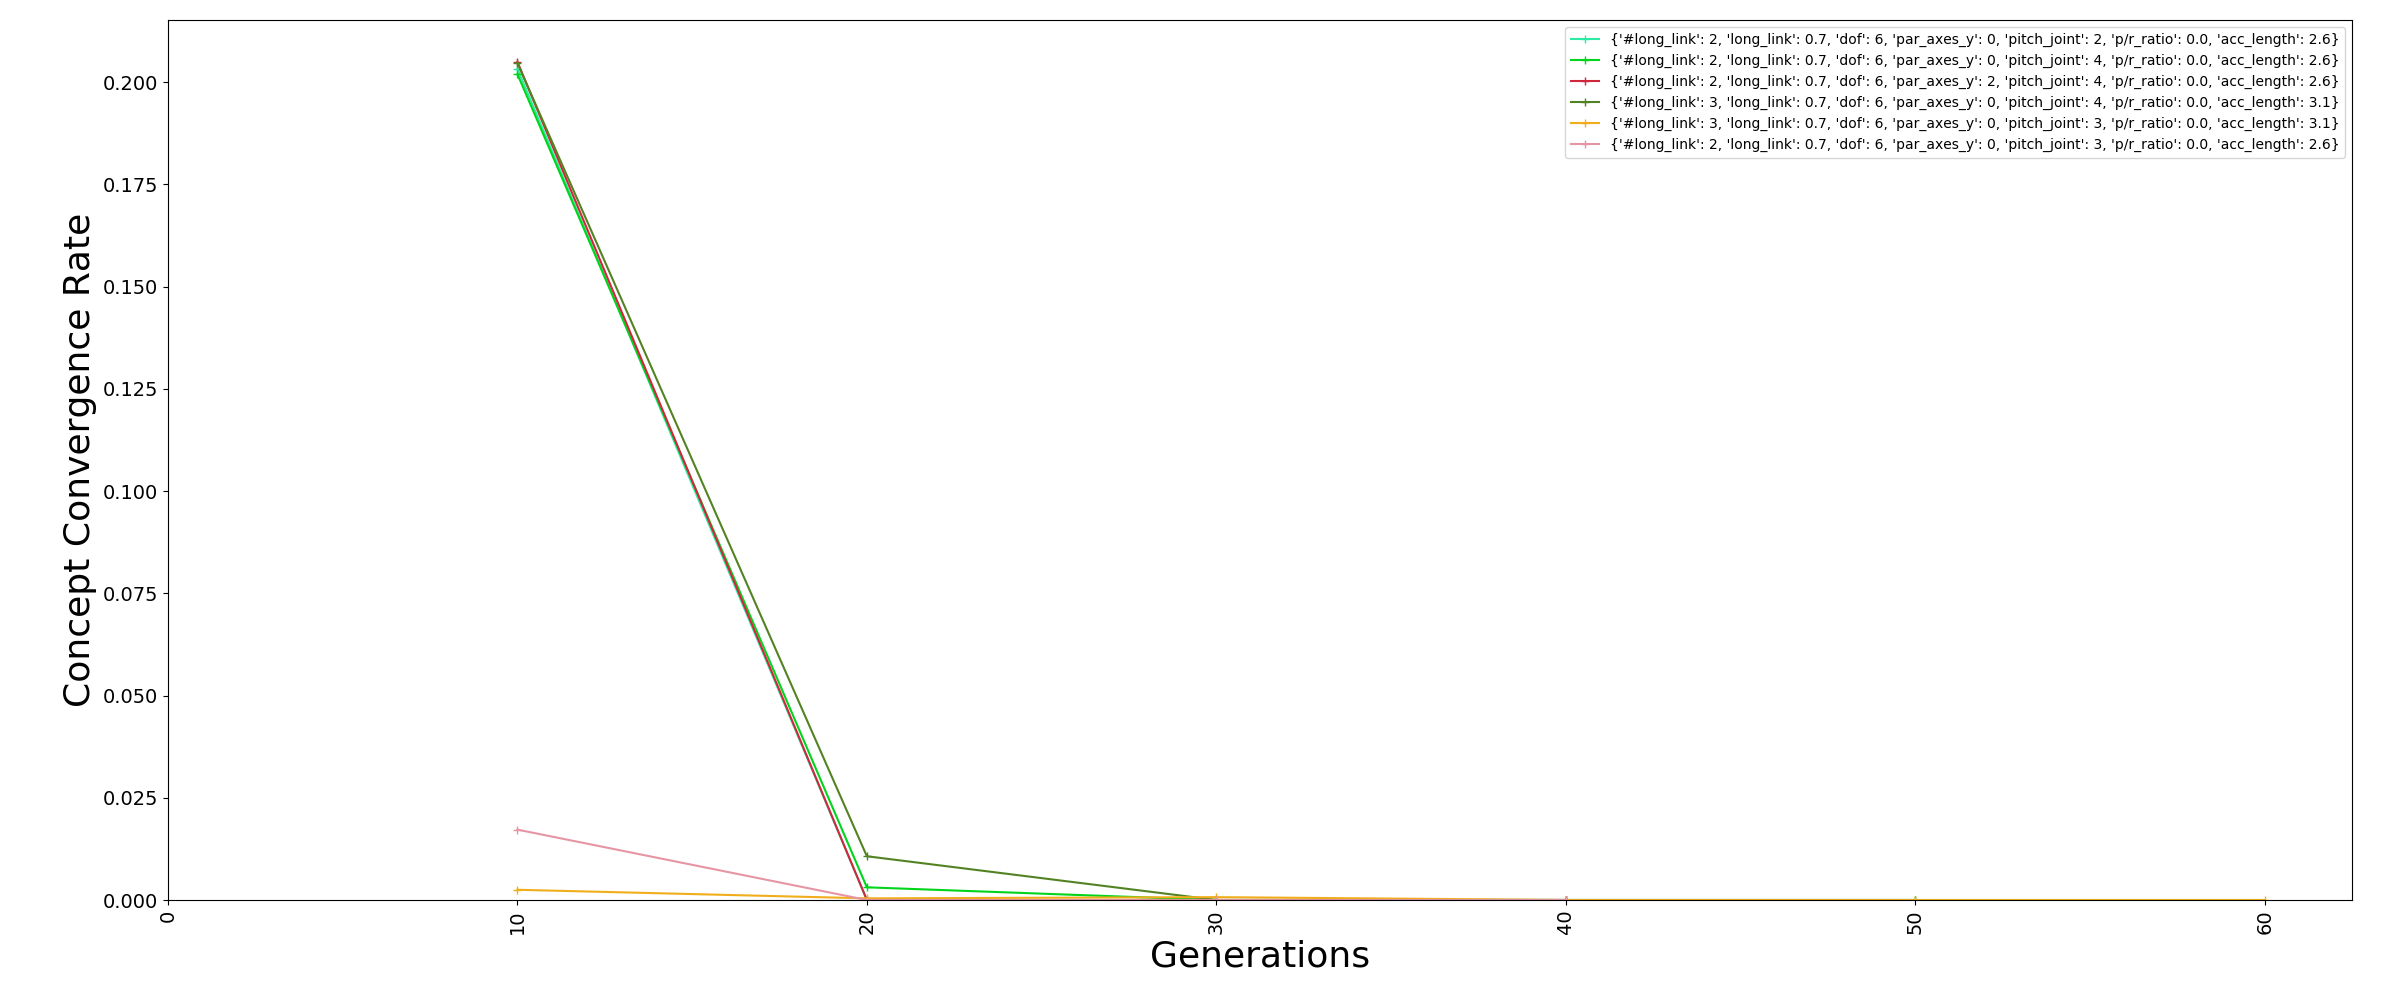 {'#long_link': 2, 'long_link': 0.7, 'dof': 6, 'par_axes_y': 0, 'pitch_joint': 2, 'p/r_ratio': 0.0, 'acc_length': 2.6}
{'#long_link': 2, 'long_link': 0.7, 'dof': 6, 'par_axes_y': 0, 'pitch_joint': 4, 'p/r_ratio': 0.0, 'acc_length': 2.6}
{'#long_link': 2, 'long_link': 0.7, 'dof': 6, 'par_axes_y': 2, 'pitch_joint': 4, 'p/r_ratio': 0.0, 'acc_length': 2.6}
{'#long_link': 3, 'long_link': 0.7, 'dof': 6, 'par_axes_y': 0, 'pitch_joint': 4, 'p/r_ratio': 0.0, 'acc_length': 3.1}
{'#long_link': 3, 'long_link': 0.7, 'dof': 6, 'par_axes_y': 0, 'pitch_joint': 3, 'p/r_ratio': 0.0, 'acc_length': 3.1}
{'#long_link': 2, 'long_link': 0.7, 'dof': 6, 'par_axes_y': 0, 'pitch_joint': 3, 'p/r_ratio': 0.0, 'acc_length': 2.6}
Concept Convergence Rate
0.200
0.175
0.150
0.125
0.100
0.075
0.050
0.025
0.000
0
10
20
30
40
50
60
Generations